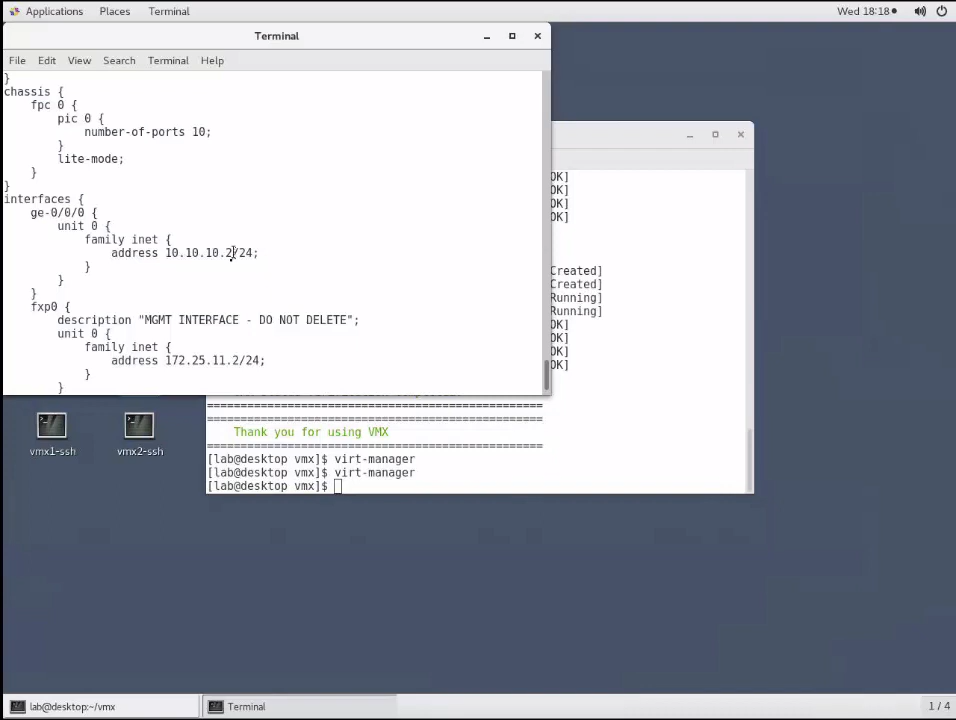 Applications Places Terminal Wed 18:18
Terminal
File Edit View Search Terminal Help
}
chassis {
    fpc 0 {
        pic 0 {
            number-of-ports 10;
        }
        lite-mode;
    }
}
interfaces {
    ge-0/0/0 {
        unit 0 {
            family inet {
                address 10.10.10.2/24;
            }
        }
    }
    fxp0 {
        description "MGMT INTERFACE - DO NOT DELETE";
        unit 0 {
            family inet {
                address 172.25.11.2/24;
            }
        }
OK]
OK]
OK]
OK]
Created]
Created]
Running]
Running]
OK]
OK]
OK]
OK]
==================================================
==================================================
Thank you for using VMX
==================================================
[lab@desktop vmx]$ virt-manager
[lab@desktop vmx]$ virt-manager
[lab@desktop vmx]$
vmx1-ssh
vmx2-ssh
lab@desktop:~/vmx
Terminal
1 / 4